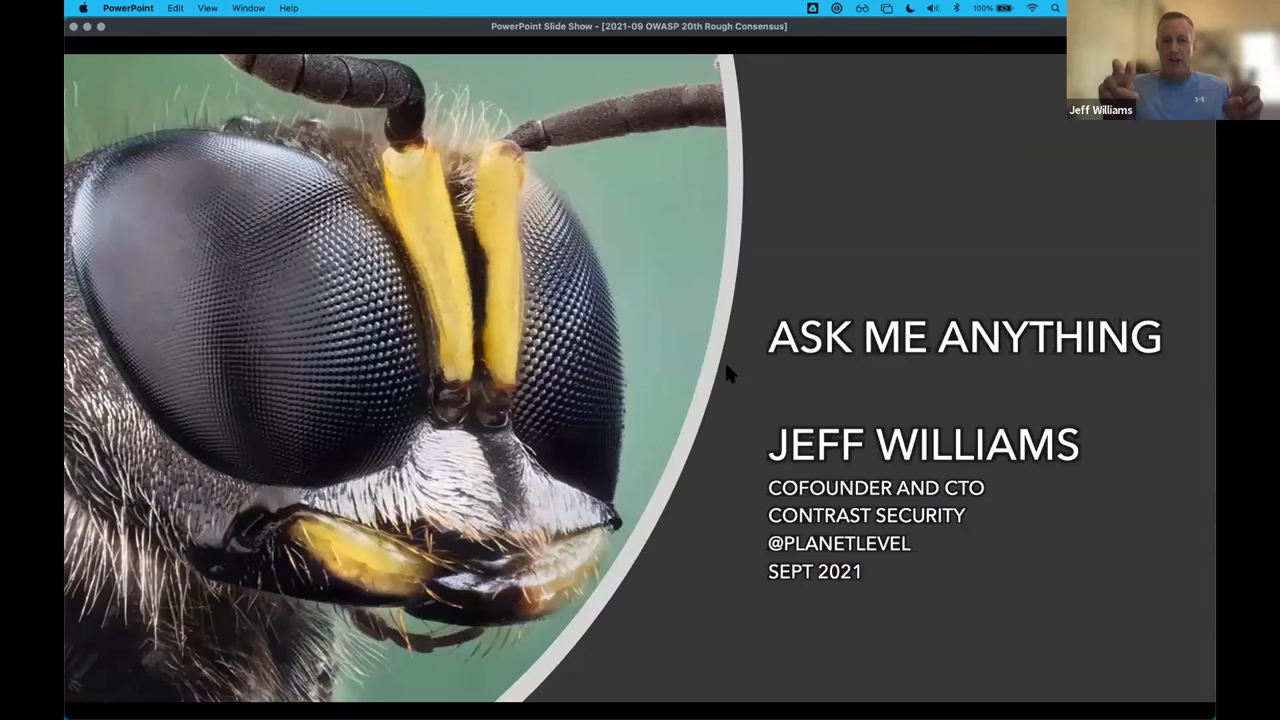 PowerPoint Edit View Window Help 100%
PowerPoint Slide Show - [2021-09 OWASP 20th Rough Consensus]
Jeff Williams
ASK ME ANYTHING
JEFF WILLIAMS
COFOUNDER AND CTO
CONTRAST SECURITY
@PLANETLEVEL
SEPT 2021